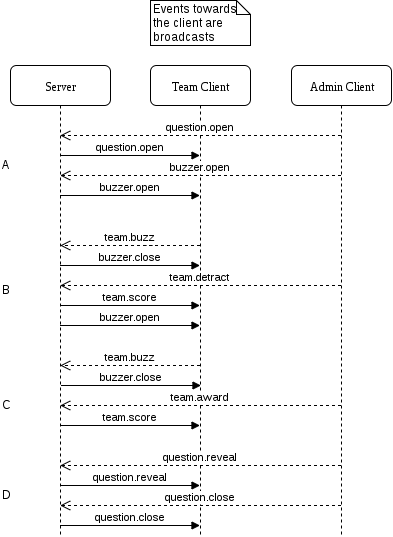 Events towards
the client are
broadcasts
Server
Team Client
Admin Client
question.open
question.open
A
buzzer.open
buzzer.open
team.buzz
buzzer.close
team.detract
B
team.score
buzzer.open
team.buzz
buzzer.close
team.award
C
team.score
question.reveal
question.reveal
D
question.close
question.close